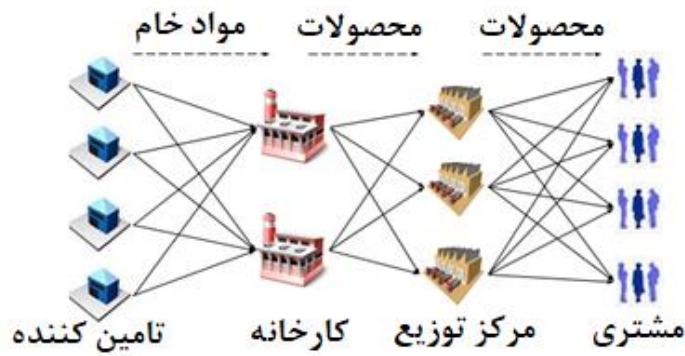 محصولات محصولات مواد خام
مشتری مرکز توزیع کارخانه تامین کننده